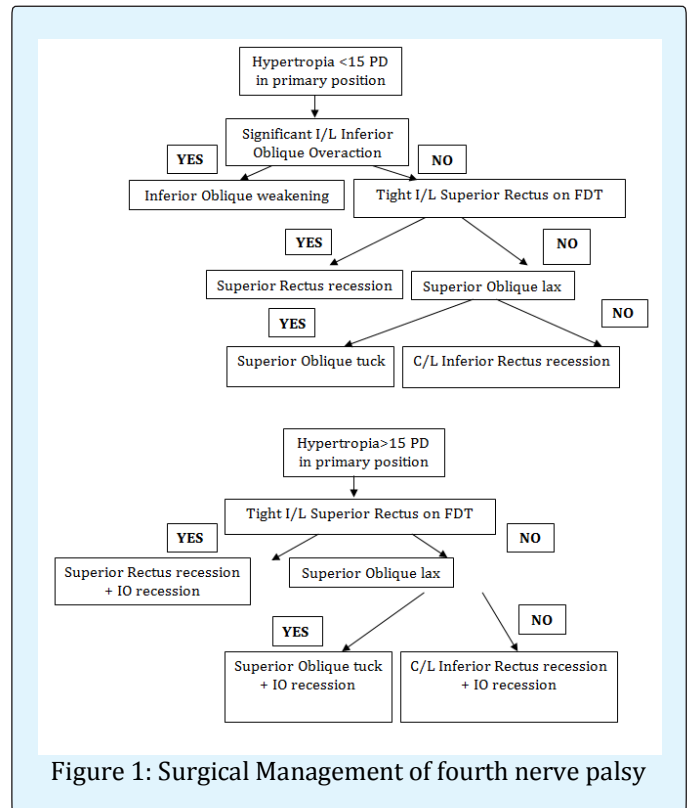 Hypertropia <15 PD
in primary position
Significant I/L Inferior
Oblique Overaction
YES
NO
Inferior Oblique weakening
Tight I/L Superior Rectus on FDT
YES
NO
Superior Rectus recession
Superior Oblique lax
YES
NO
Superior Oblique tuck
C/L Inferior Rectus recession
Hypertropia>15 PD
in primary position
Tight I/L Superior Rectus on FDT
YES
NO
Superior Rectus recession
+ IO recession
Superior Oblique lax
YES
NO
Superior Oblique tuck
+ IO recession
C/L Inferior Rectus recession
+ IO recession
Figure 1: Surgical Management of fourth nerve palsy